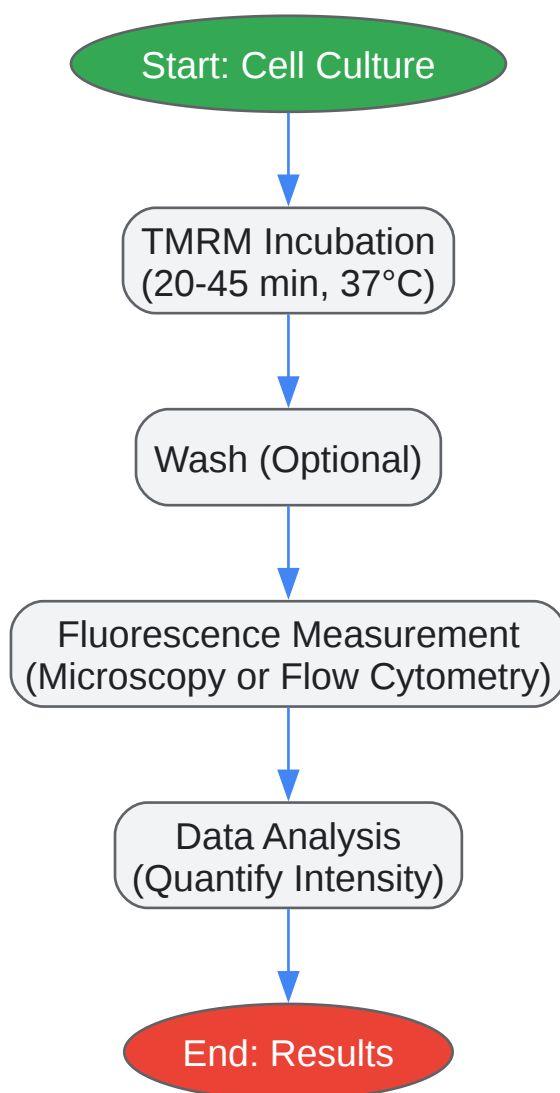 Start: Cell Culture
TMRM Incubation
(20-45 min, 37°C)
Wash (Optional)
Fluorescence Measurement
(Microscopy or Flow Cytometry)
Data Analysis
(Quantify Intensity)
End: Results